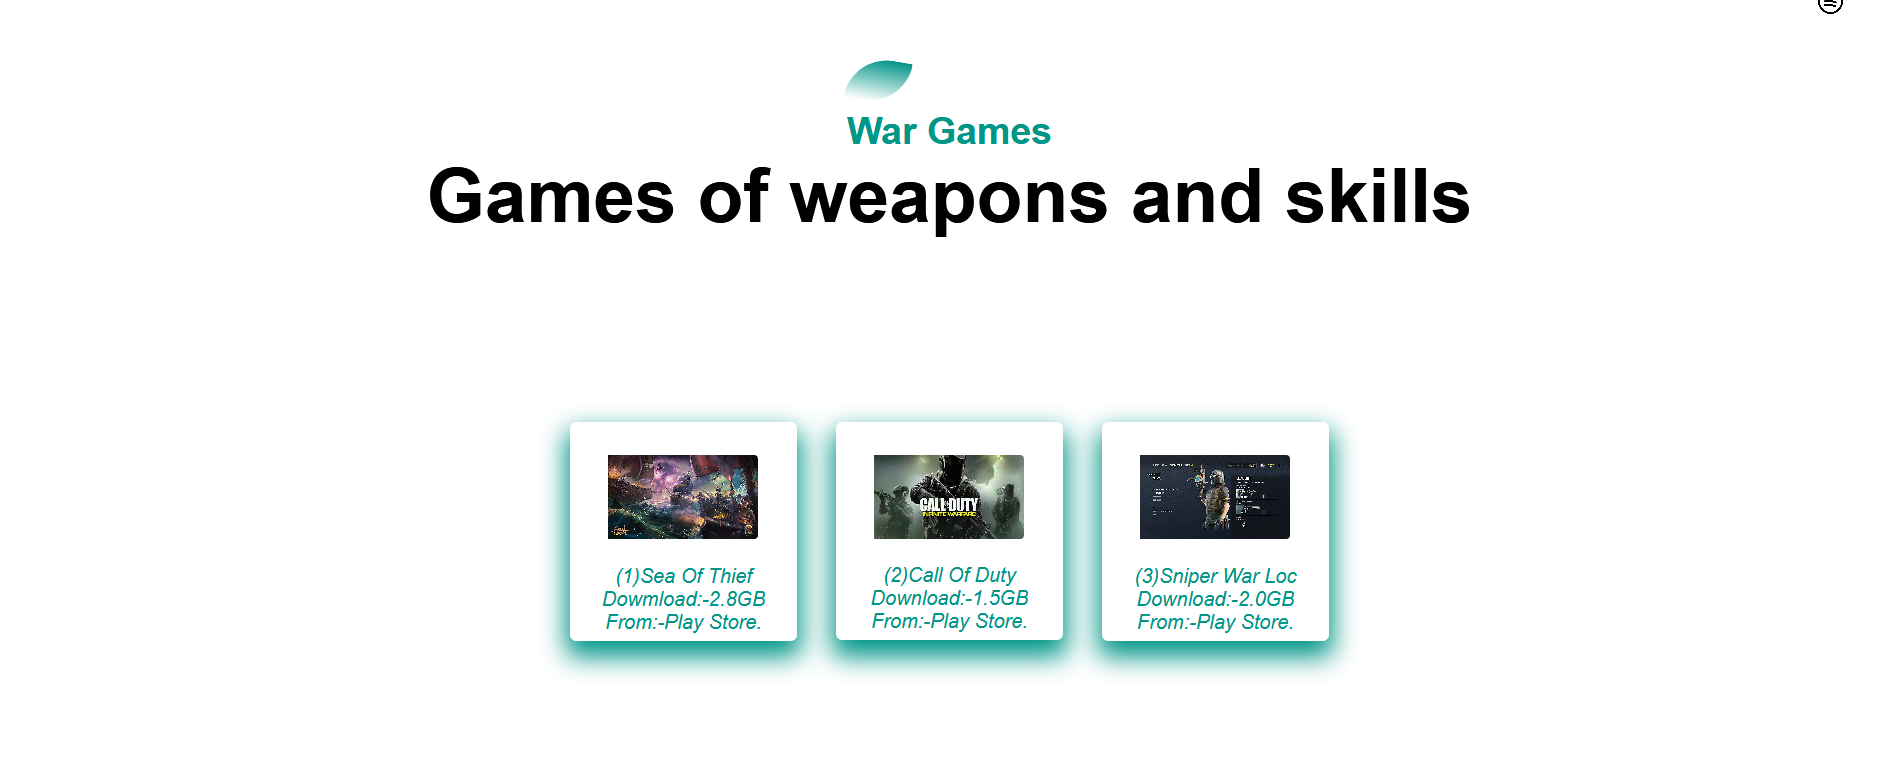 War Games
Games of weapons and skills
CALL OF DUTY
INFINITE WARFARE
(1)Sea Of Thief
Dowmload:-2.8GB
From:-Play Store.
(2)Call Of Duty
Download:-1.5GB
From:-Play Store.
(3)Sniper War Loc
Download:-2.0GB
From:-Play Store.